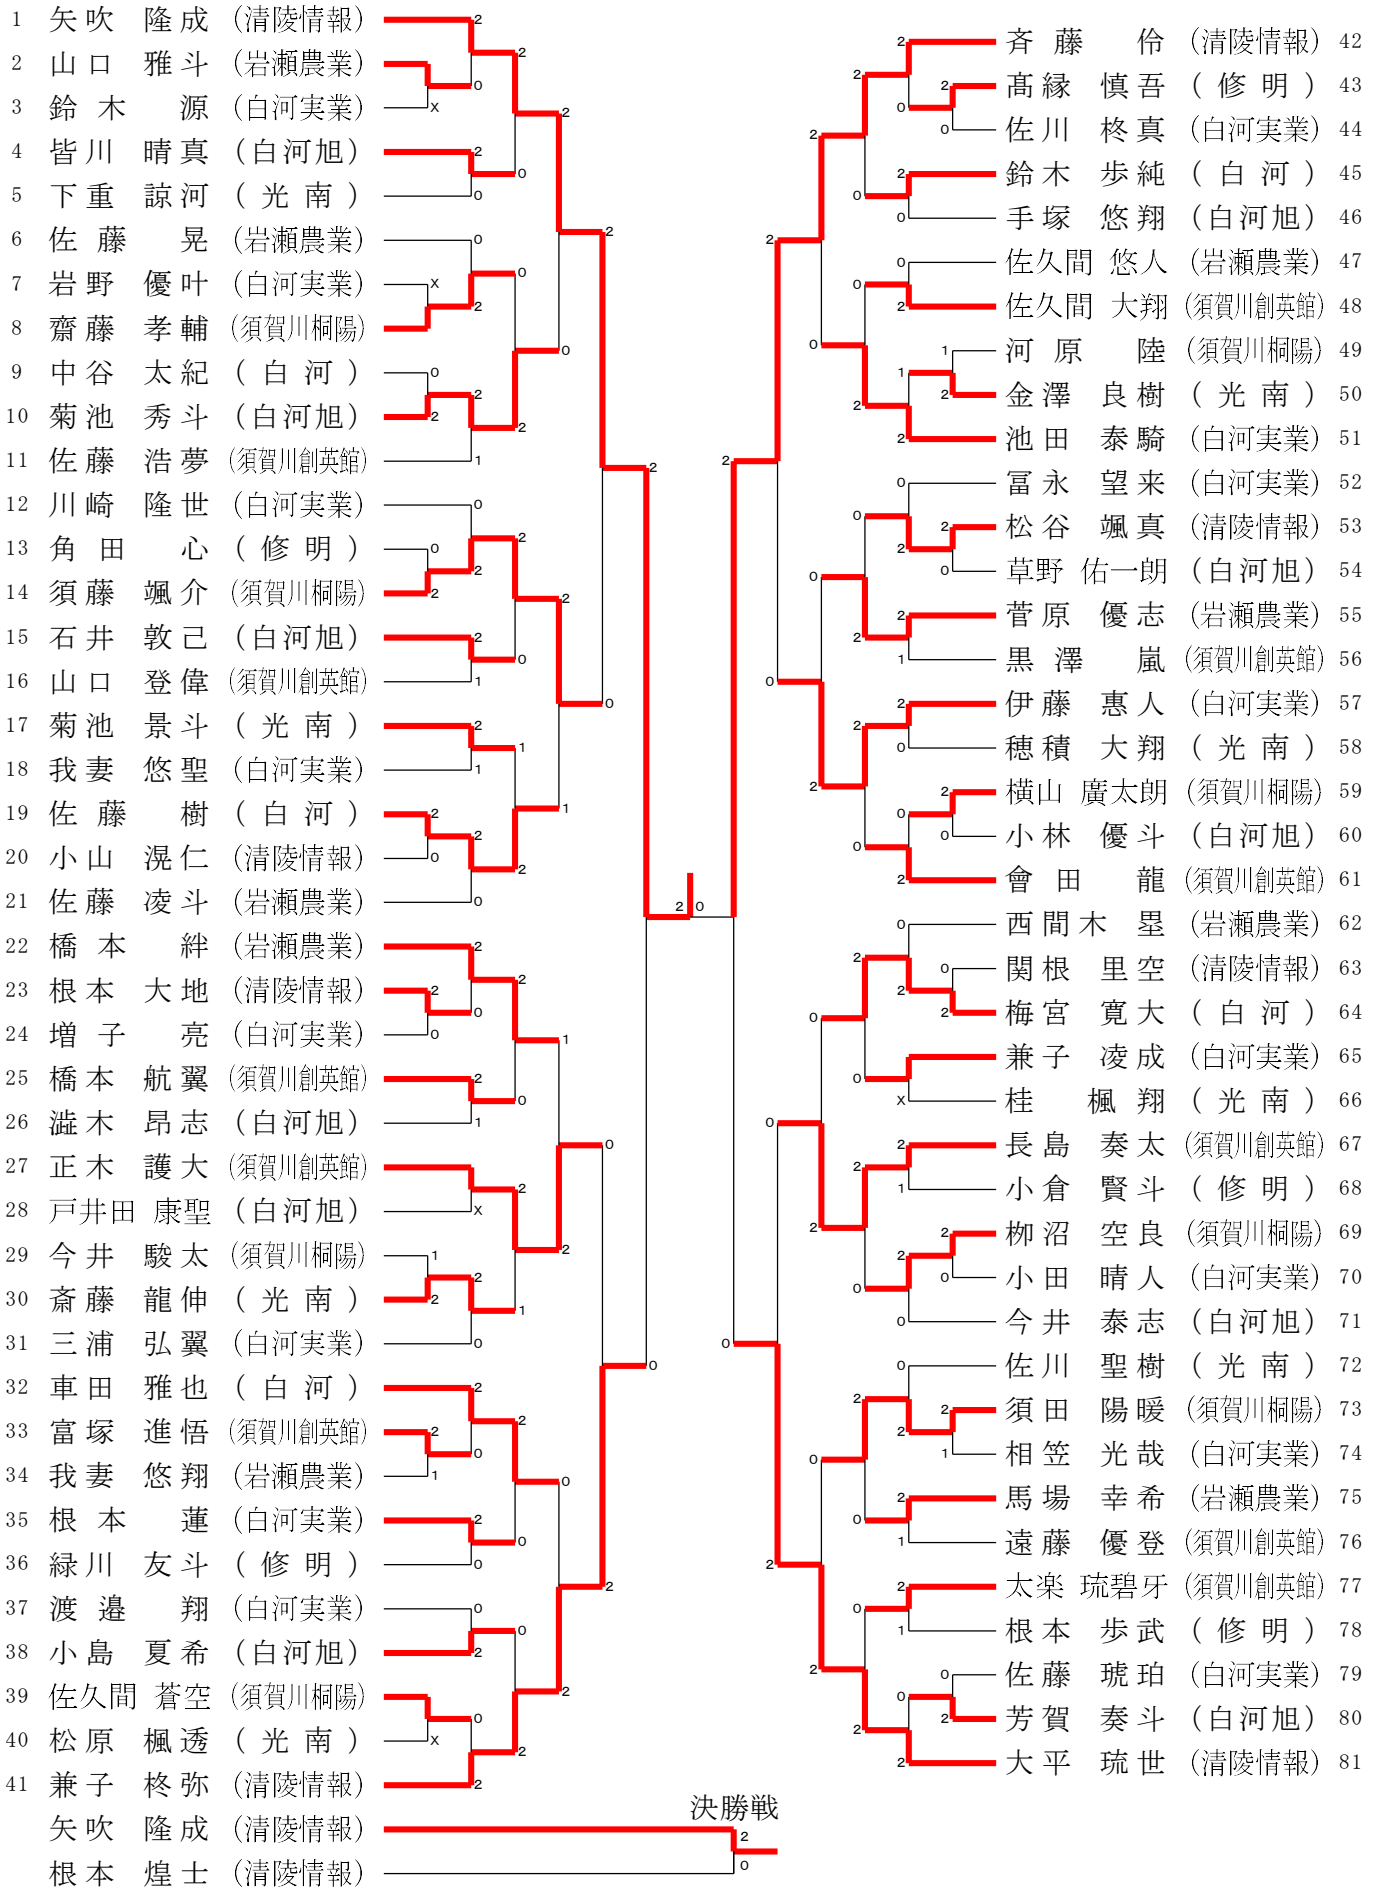 1 矢吹 隆成 (清陵情報)
2 山口 雅斗 (岩瀬農業)
3 鈴木 源 (白河実業)
4 皆川 晴真 (白河旭)
5 下重 諒河 (光南)
6 佐藤 晃 (岩瀬農業)
7 岩野 優叶 (白河実業)
8 齋藤 孝輔 (須賀川桐陽)
9 中谷 太紀 (白河)
10 菊池 秀斗 (白河旭)
11 佐藤 浩夢 (須賀川創英館)
12 川崎 隆世 (白河実業)
13 角田 心 (修明)
14 須藤 颯介 (須賀川桐陽)
15 石井 敦己 (白河旭)
16 山口 登偉 (須賀川創英館)
17 菊池 景斗 (光南)
18 我妻 悠聖 (白河実業)
19 佐藤 樹 (白河)
20 小山 滉仁 (清陵情報)
21 佐藤 凌斗 (岩瀬農業)
22 橋本 絆 (岩瀬農業)
23 根本 大地 (清陵情報)
24 増子 亮 (白河実業)
25 橋本 航翼 (須賀川創英館)
26 澁木 昂志 (白河旭)
27 正木 護大 (須賀川創英館)
28 戸井田 康聖 (白河旭)
29 今井 駿太 (須賀川桐陽)
30 斎藤 龍伸 (光南)
31 三浦 弘翼 (白河実業)
32 車田 雅也 (白河)
33 富塚 進悟 (須賀川創英館)
34 我妻 悠翔 (岩瀬農業)
35 根本 蓮 (白河実業)
36 緑川 友斗 (修明)
37 渡邉 翔 (白河実業)
38 小島 夏希 (白河旭)
39 佐久間 蒼空 (須賀川桐陽)
40 松原 楓透 (光南)
41 兼子 柊弥 (清陵情報)
斉藤 伶 (清陵情報) 42
髙縁 慎吾 (修明) 43
佐川 柊真 (白河実業) 44
鈴木 歩純 (白河) 45
手塚 悠翔 (白河旭) 46
佐久間 悠人 (岩瀬農業) 47
佐久間 大翔 (須賀川創英館) 48
河原 陸 (須賀川桐陽) 49
金澤 良樹 (光南) 50
池田 泰騎 (白河実業) 51
冨永 望来 (白河実業) 52
松谷 颯真 (清陵情報) 53
草野 佑一朗 (白河旭) 54
菅原 優志 (岩瀬農業) 55
黒澤 嵐 (須賀川創英館) 56
伊藤 惠人 (白河実業) 57
穂積 大翔 (光南) 58
横山 廣太朗 (須賀川桐陽) 59
小林 優斗 (白河旭) 60
會田 龍 (須賀川創英館) 61
西間木 塁 (岩瀬農業) 62
関根 里空 (清陵情報) 63
梅宮 寛大 (白河) 64
兼子 凌成 (白河実業) 65
桂 楓翔 (光南) 66
長島 奏太 (須賀川創英館) 67
小倉 賢斗 (修明) 68
栁沼 空良 (須賀川桐陽) 69
小田 晴人 (白河実業) 70
今井 泰志 (白河旭) 71
佐川 聖樹 (光南) 72
須田 陽暖 (須賀川桐陽) 73
相笠 光哉 (白河実業) 74
馬場 幸希 (岩瀬農業) 75
遠藤 優登 (須賀川創英館) 76
太楽 琉碧牙 (須賀川創英館) 77
根本 歩武 (修明) 78
佐藤 琥珀 (白河実業) 79
芳賀 奏斗 (白河旭) 80
大平 琉世 (清陵情報) 81
決勝戦
矢吹 隆成 (清陵情報) 2
根本 煌士 (清陵情報) 0